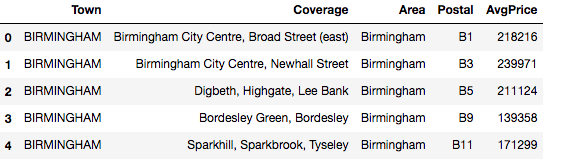 Town Coverage Area Postal AvgPrice
0 BIRMINGHAM Birmingham City Centre, Broad Street (east) Birmingham B1 218216
1 BIRMINGHAM Birmingham City Centre, Newhall Street Birmingham B3 239971
2 BIRMINGHAM Digbeth, Highgate, Lee Bank Birmingham B5 211124
3 BIRMINGHAM Bordesley Green, Bordesley Birmingham B9 139358
4 BIRMINGHAM Sparkhill, Sparkbrook, Tyseley Birmingham B11 171299